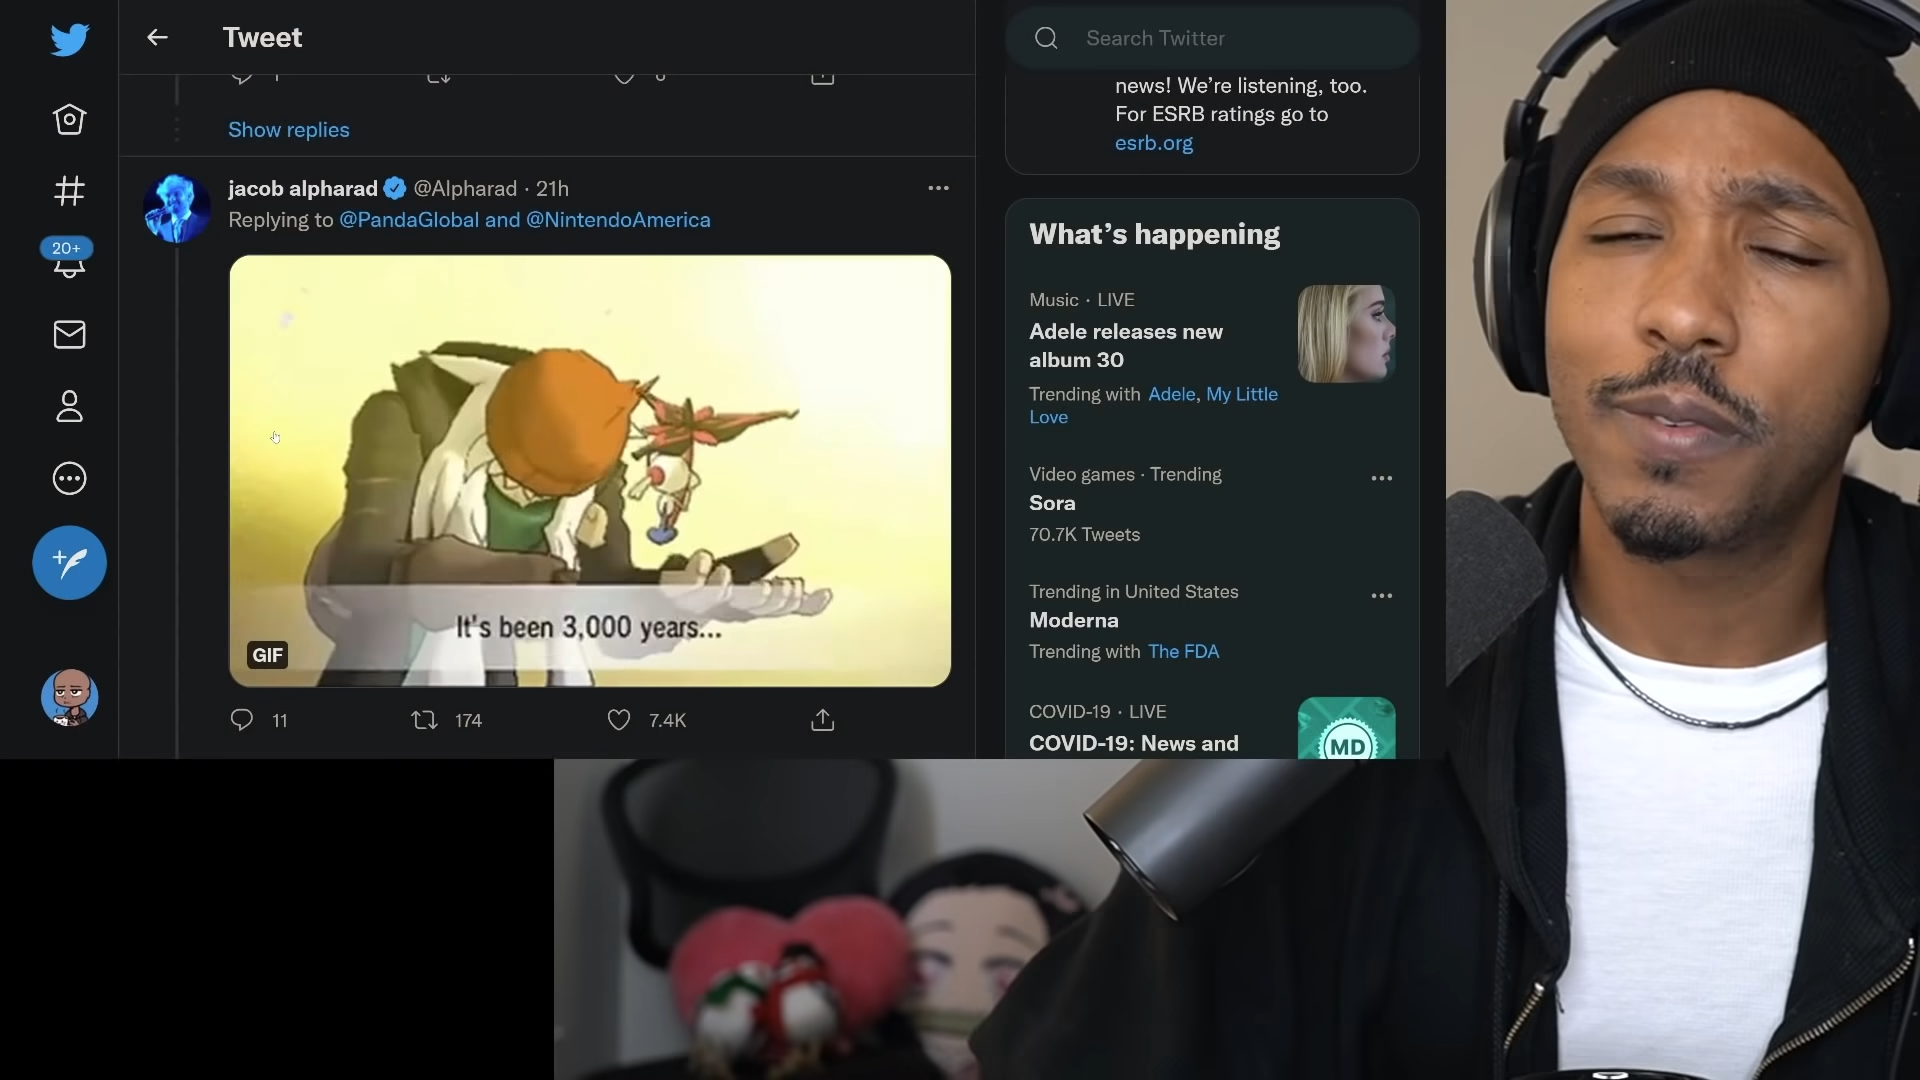 Tweet
Show replies
jacob alpharad @Alpharad · 21h
Replying to @PandaGlobal and @NintendoAmerica
It's been 3,000 years...
GIF
11 174 7.4K
20+
Search Twitter
news! We're listening, too.
For ESRB ratings go to
esrb.org
What's happening
Music · LIVE
Adele releases new
album 30
Trending with Adele, My Little
Love
Video games · Trending
Sora
70.7K Tweets
Trending in United States
Moderna
Trending with The FDA
COVID-19 · LIVE
COVID-19: News and
MD